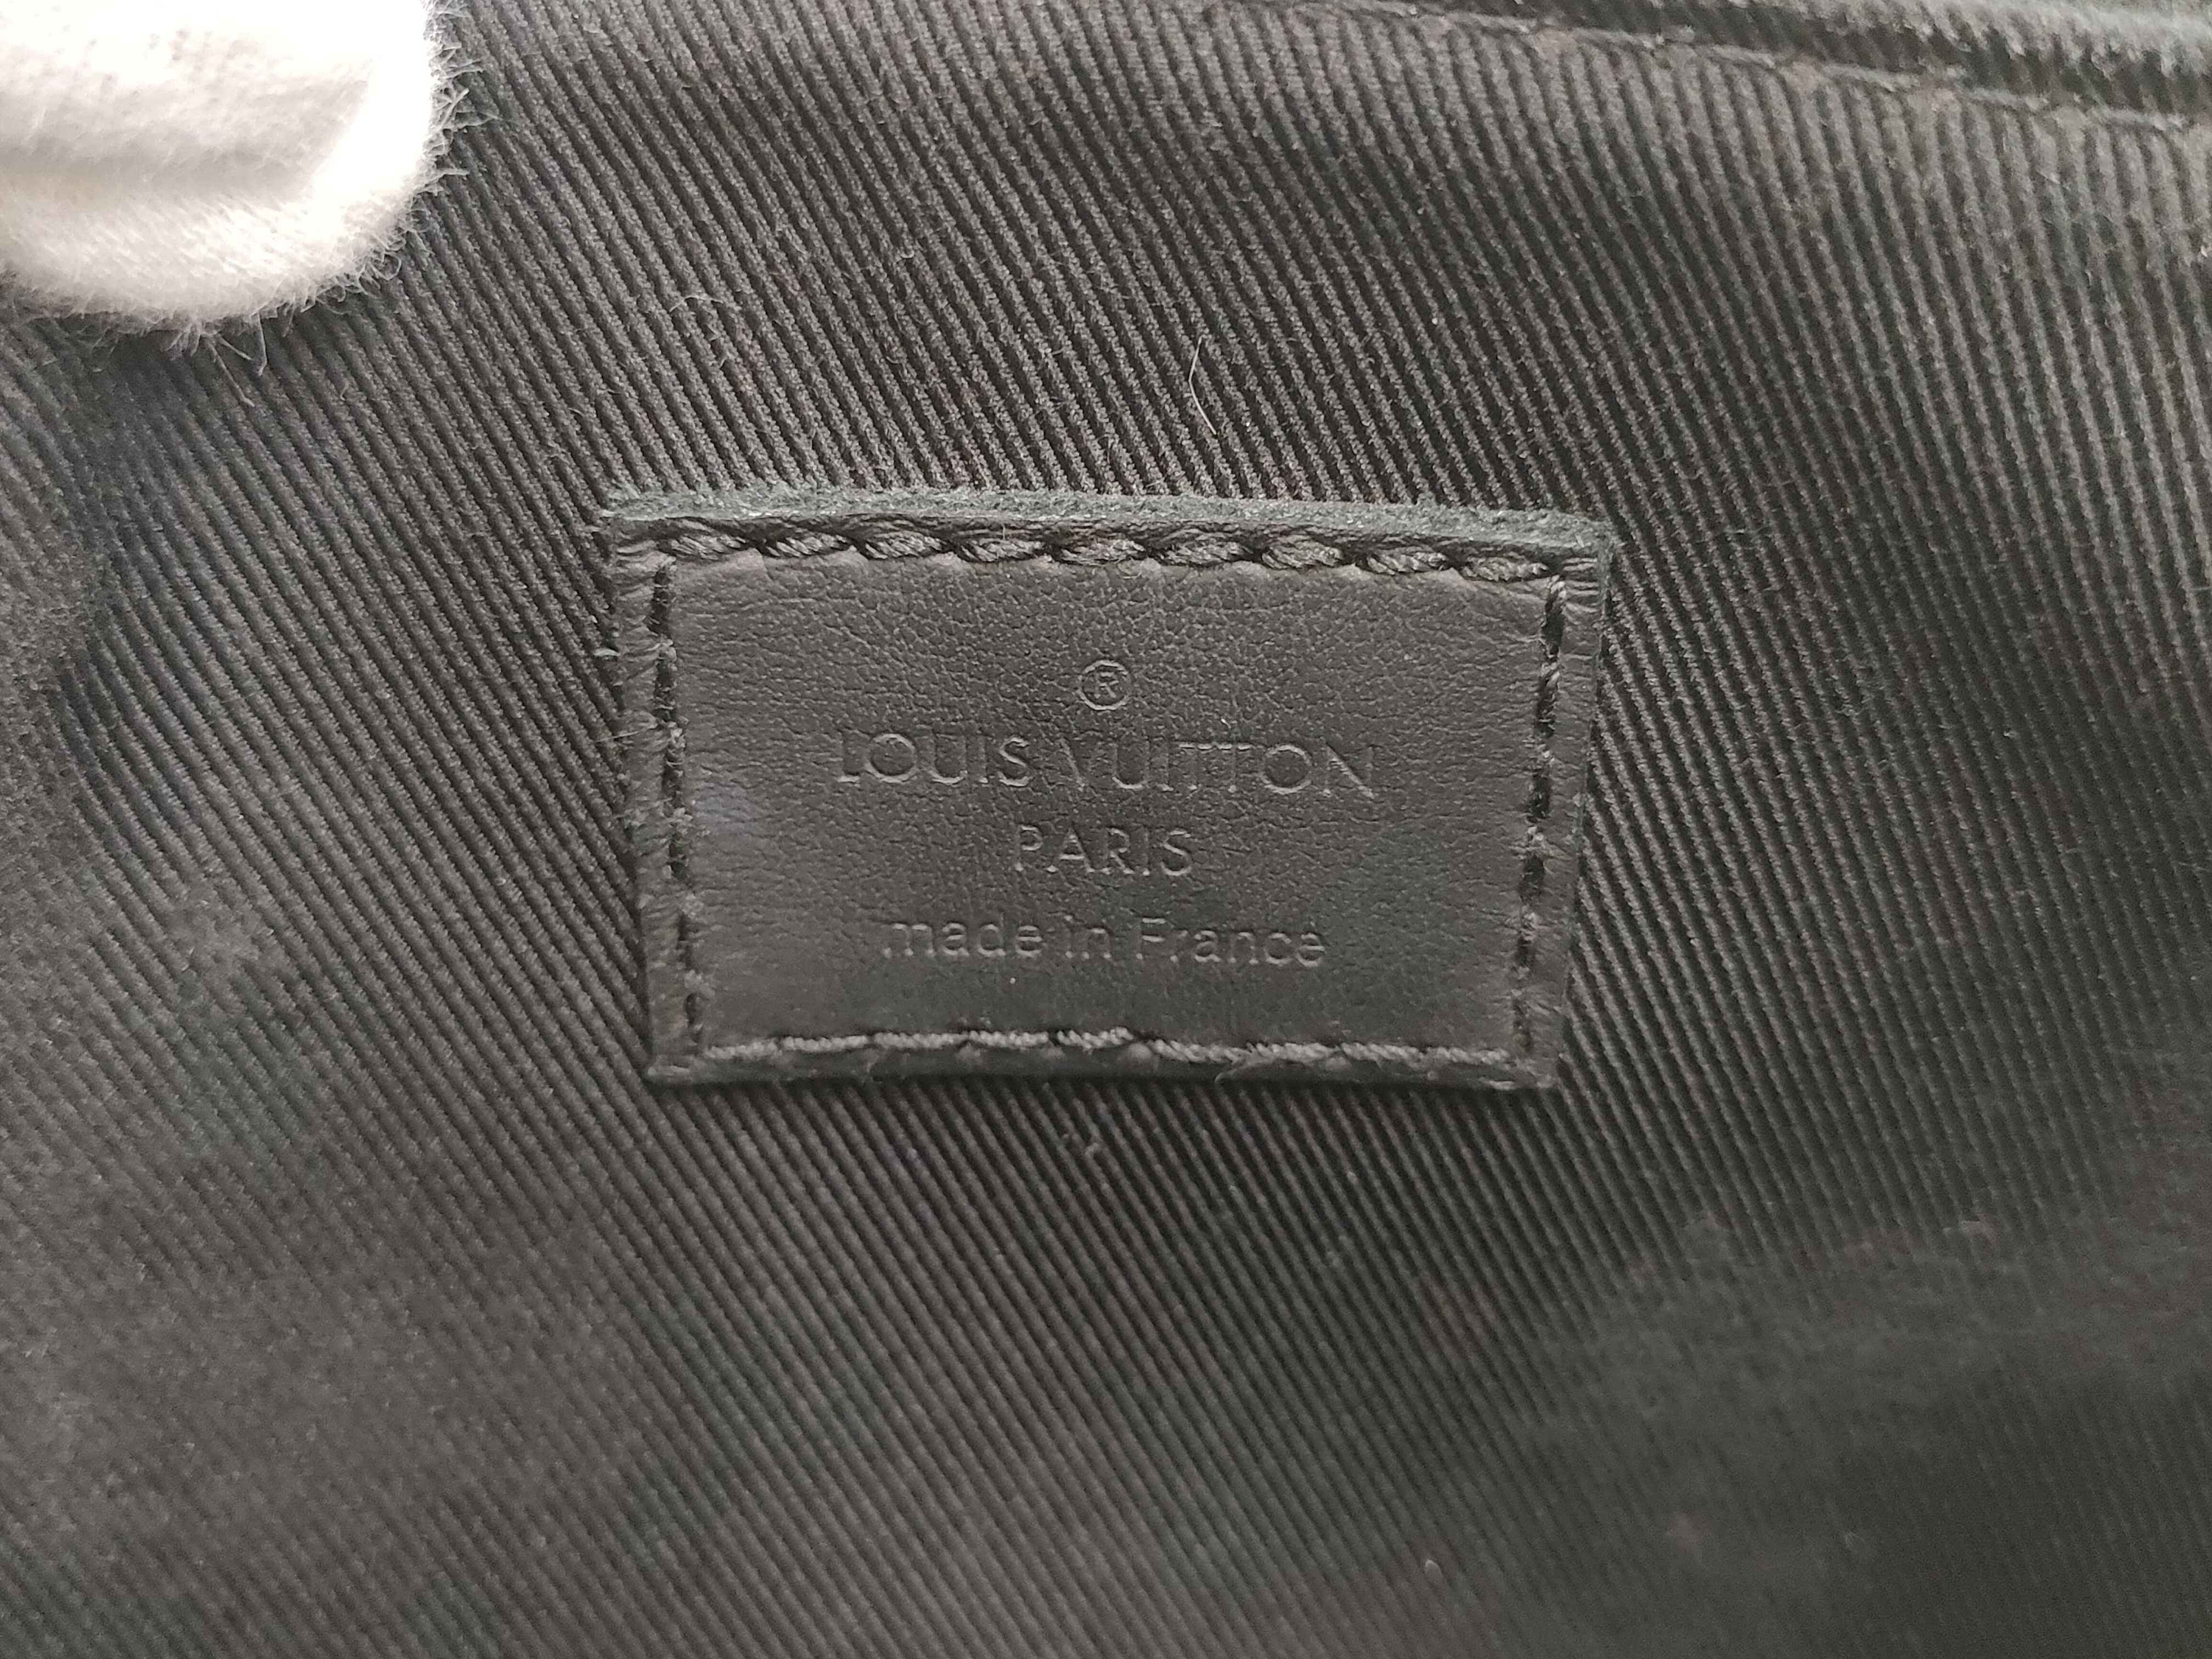 ®
LOUIS VUITTON
PARIS
made in France